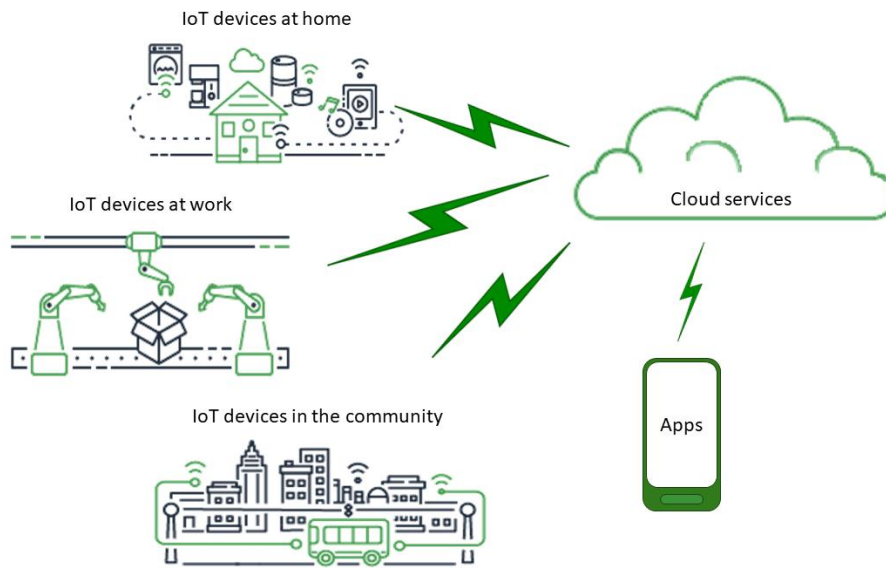 IoT devices at home
Cloud services
IoT devices at work
Apps
IoT devices in the community